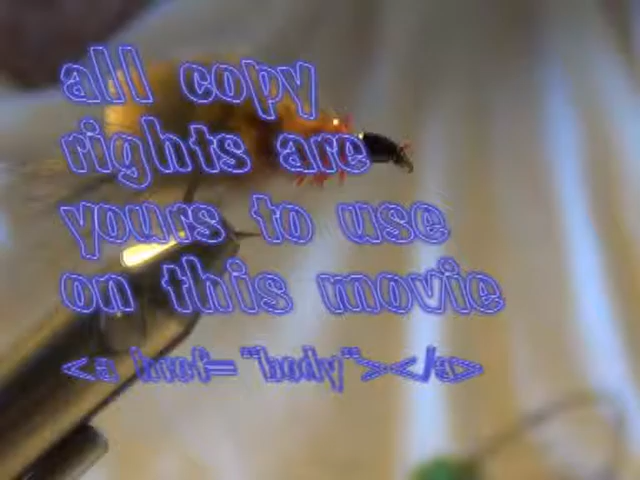 all copy
rights are
yours to use
on this movie
<a href="body"></a>